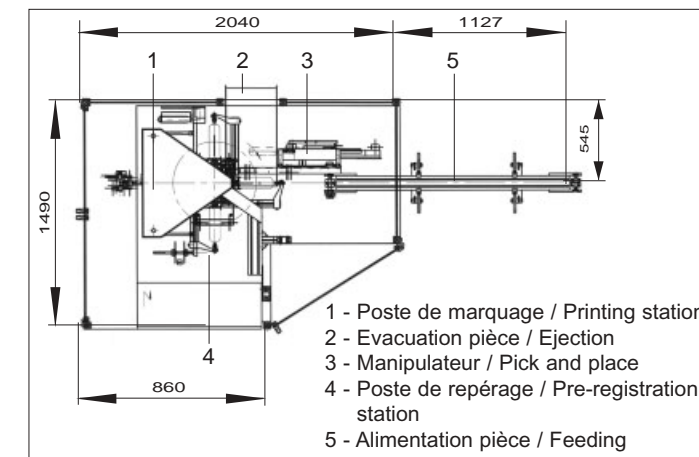 2040
1127
1
2
3
5
545
1490
4
860
1 - Poste de marquage / Printing station
2 - Evacuation pièce / Ejection
3 - Manipulateur / Pick and place
4 - Poste de repérage / Pre-registration
station
5 - Alimentation pièce / Feeding